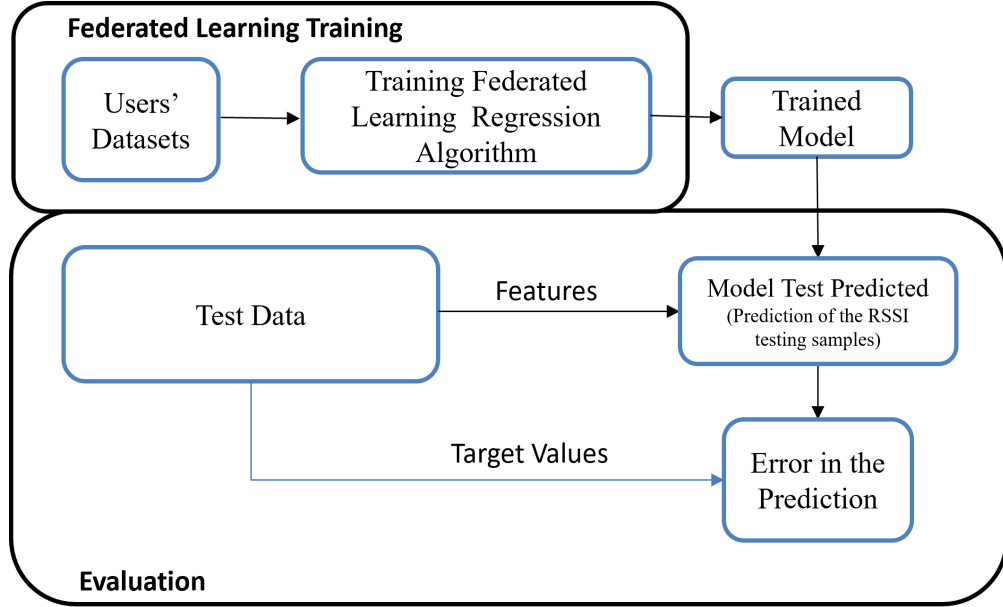 Federated Learning Training
Users’
Datasets
Training Federated
Learning Regression
Algorithm
Trained
Model
Test Data
Features
Model Test Predicted
(Prediction of the RSSI
testing samples)
Target Values
Error in the
Prediction
Evaluation